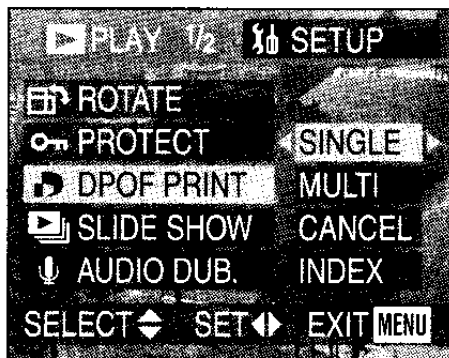 PLAY 1/2 SETUP
ROTATE
PROTECT SINGLE
DPOF PRINT MULTI
SLIDE SHOW CANCEL
AUDIO DUB. INDEX
SELECT SET EXIT MENU